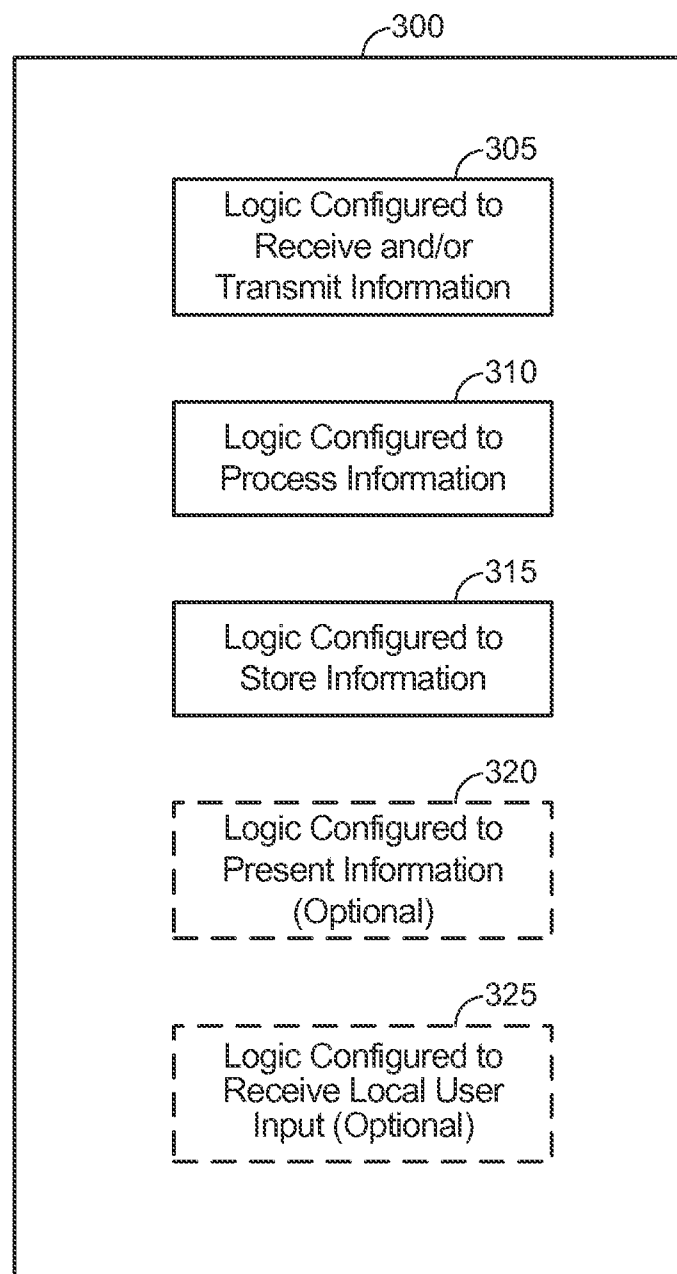 300
305
Logic Configured to
Receive and/or
Transmit Information
310
Logic Configured to
Process Information
315
Logic Configured to
Store Information
320
Logic Configured to
Present Information
(Optional)
325
Logic Configured to
Receive Local User
Input (Optional)